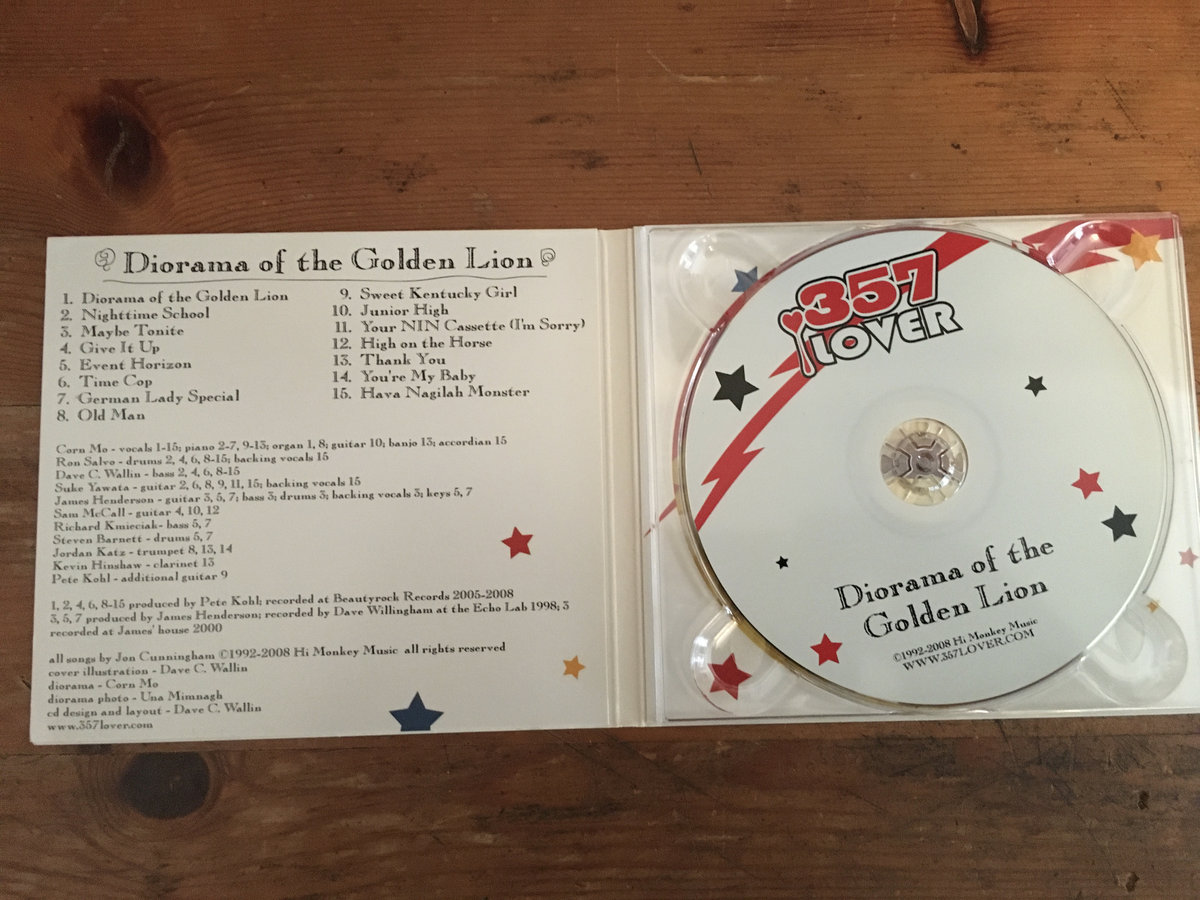 Diorama of the Golden Lion
1. Diorama of the Golden Lion
2. Nighttime School
3. Maybe Tonite
4. Give It Up
5. Event Horizon
6. Time Cop
7. German Lady Special
8. Old Man
9. Sweet Kentucky Girl
10. Junior High
11. Your NIN Cassette (I'm Sorry)
12. High on the Horse
13. Thank You
14. You're My Baby
15. Hava Nagilah Monster
Corn Mo - vocals 1-15; piano 2-7, 9-13; organ 1, 8; guitar 10; banjo 13; accordian 15
Ron Salvo - drums 2, 4, 6, 8-15; backing vocals 15
Dave C. Wallin - bass 2, 4, 6, 8-15
Suke Yawata - guitar 2, 6, 8, 9, 11, 15; backing vocals 15
James Henderson - guitar 3, 5, 7; bass 3; drums 3; backing vocals 3; keys 5, 7
Sam McCall - guitar 4, 10, 12
Richard Kmieciak- bass 5, 7
Steven Barnett - drums 5, 7
Jordan Katz - trumpet 8, 13, 14
Kevin Hinshaw - clarinet 13
Pete Kohl - additional guitar 9
1, 2, 4, 6, 8-15 produced by Pete Kohl; recorded at Beautyrock Records 2005-2008
3, 5, 7 produced by James Henderson; recorded by Dave Willingham at the Echo Lab 1998; 3
recorded at James' house 2000
all songs by Jon Cunningham ©1992-2008 Hi Monkey Music all rights reserved
cover illustration - Dave C. Wallin
diorama - Corn Mo
diorama photo - Una Mimnagh
cd design and layout - Dave C. Wallin
www.357lover.com
.357
LOVER
Diorama of the
Golden Lion
©1992-2008 Hi Monkey Music
WWW.357LOVER.COM